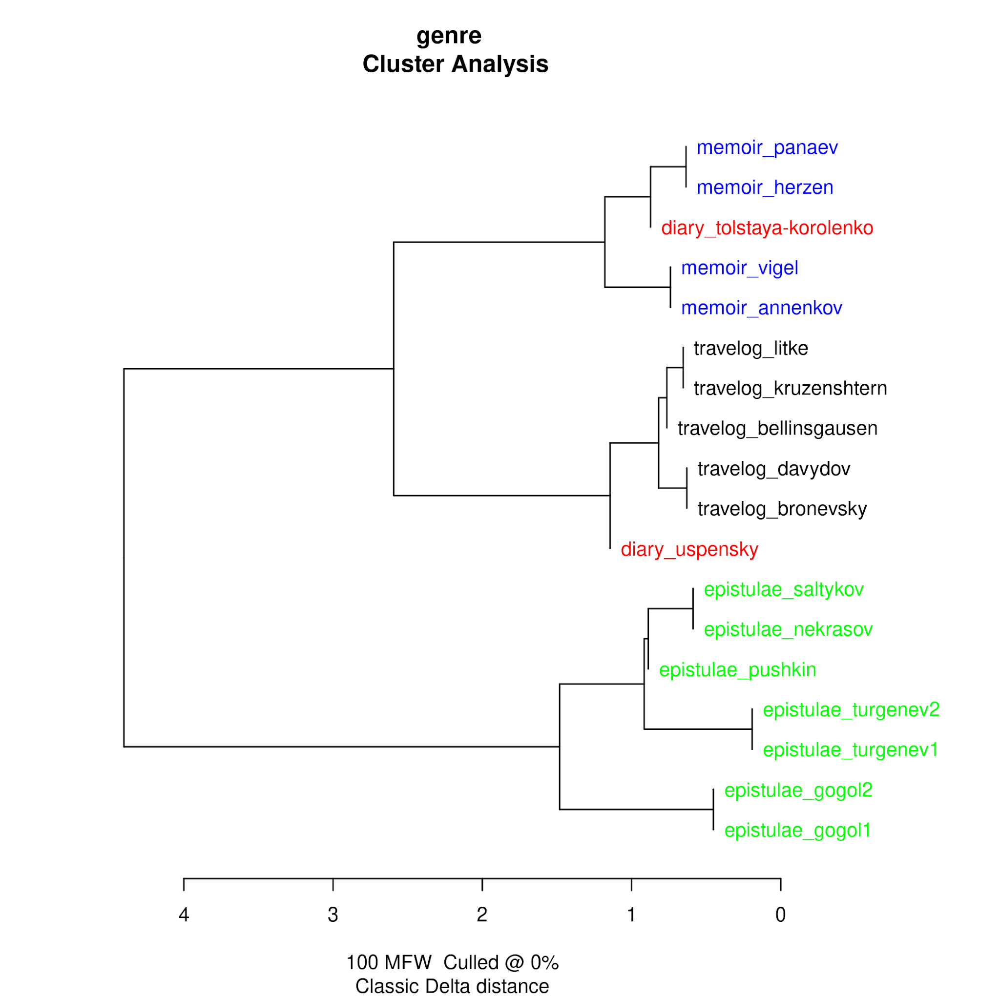 genre
Cluster Analysis
memoir_panaev
memoir_herzen
diary_tolstaya-korolenko
memoir_vigel
memoir_annenkov
travelog_litke
travelog_kruzenshtern
travelog_bellinsgausen
travelog_davydov
travelog_bronevsky
diary_uspensky
epistulae_saltykov
epistulae_nekrasov
epistulae_pushkin
epistulae_turgenev2
epistulae_turgenev1
epistulae_gogol2
epistulae_gogol1
4 3 2 1 0
100 MFW  Culled @ 0%
Classic Delta distance